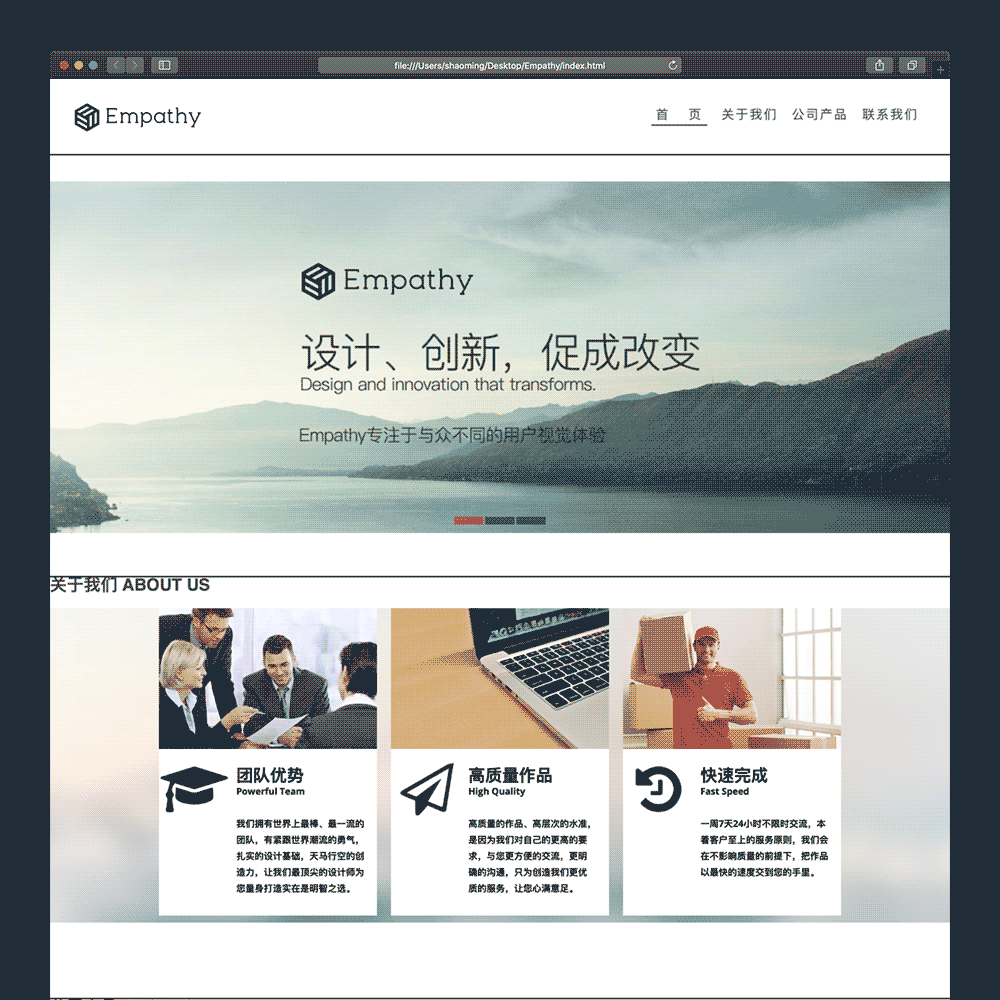 file:///Users/shaoming/Desktop/Empathy/index.html
Empathy
首 页 关于我们 公司产品 联系我们
Empathy
设计、创新，促成改变
Design and innovation that transforms.
Empathy专注于与众不同的用户视觉体验
关于我们 ABOUT US
团队优势
Powerful Team
我们拥有世界上最棒、最一流的
团队，有紧跟世界潮流的勇气，
扎实的设计基础，天马行空的创
造力，让我们最顶尖的设计师为
您量身打造实在是明智之选。
高质量作品
High Quality
高质量的作品、高层次的水准，
是因为我们对自己的更高的要
求，与您更方便的交流，更明
确的沟通，只为创造我们更优
质的服务，让您心满意足。
快速完成
Fast Speed
一周7天24小时不限时交流，本
着客户至上的服务原则，我们会
在不影响质量的前提下，把作品
以最快的速度交到您的手里。